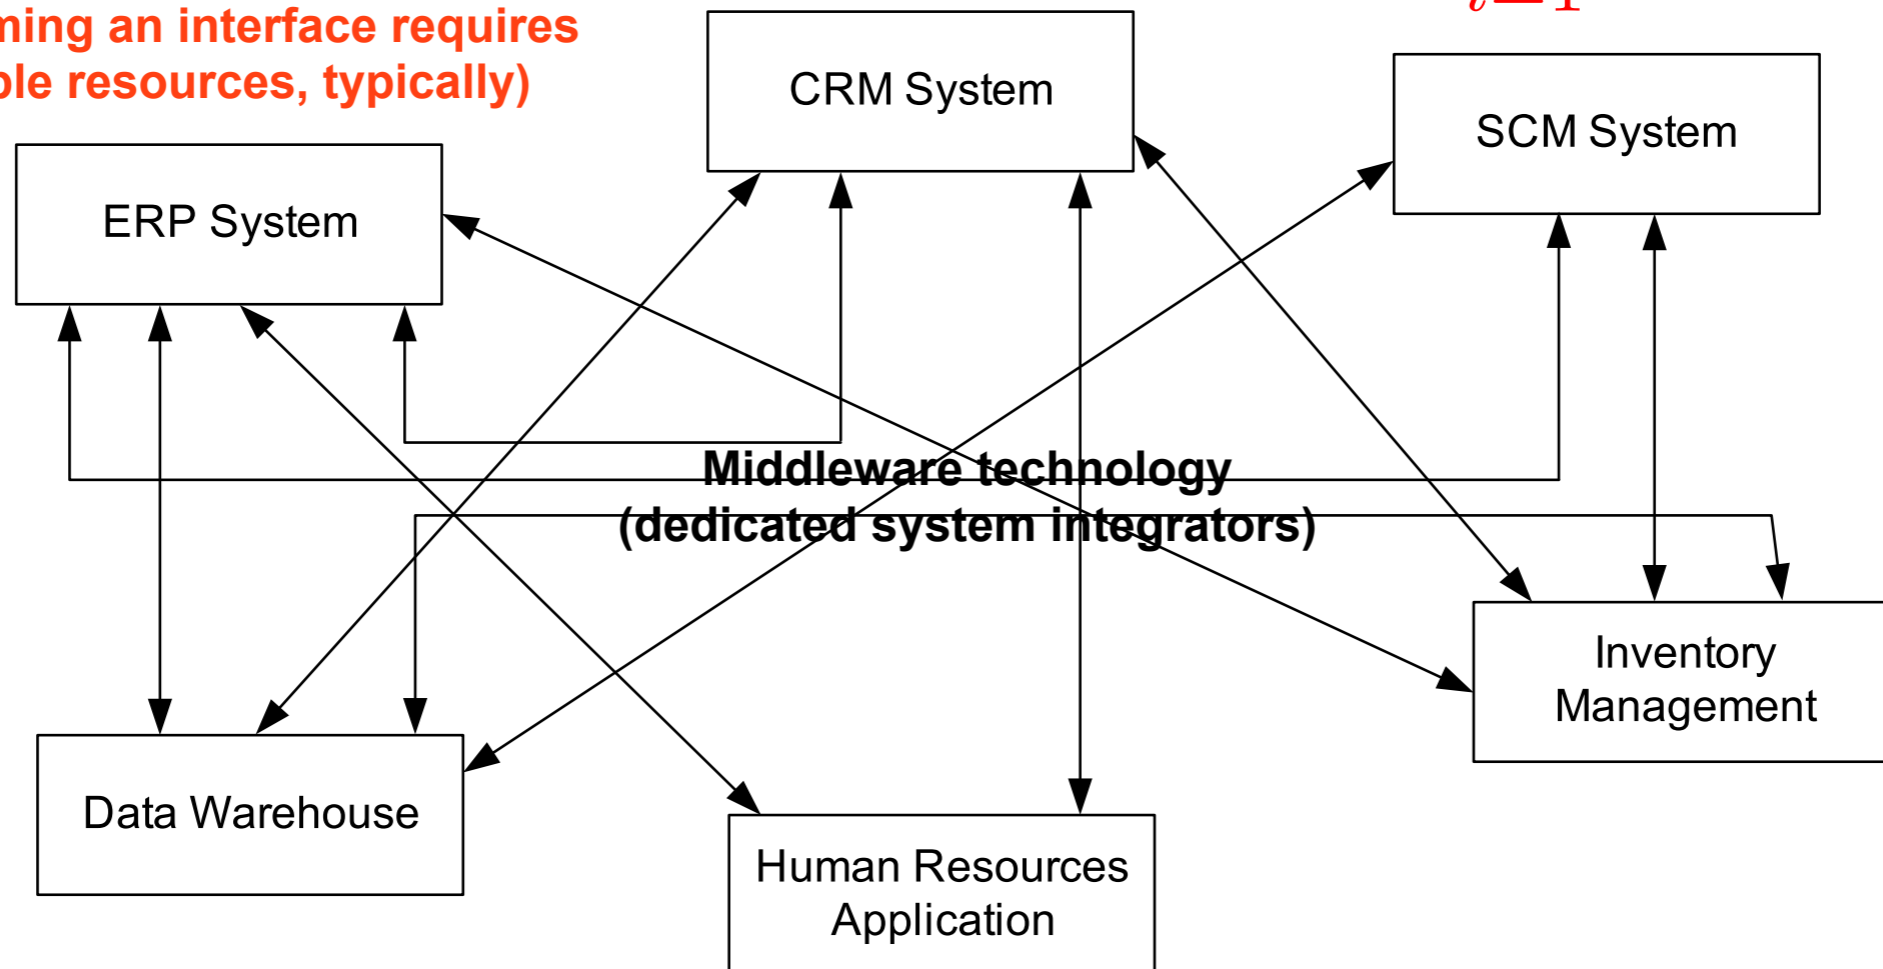 ming an interface requires
ble resources, typically)
i=1
CRM System
SCM System
ERP System
Middleware technology
(dedicated system integrators)
Inventory
Management
Data Warehouse
Human Resources
Application